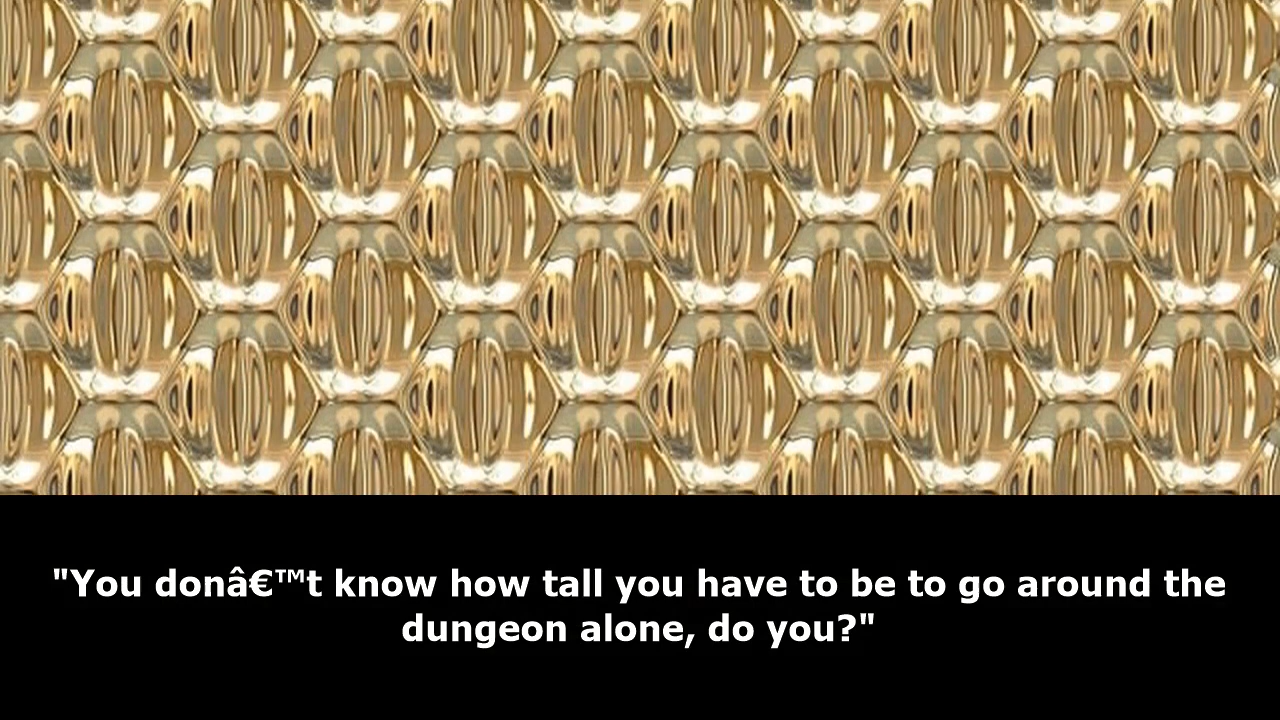 "You donâ€™t know how tall you have to be to go around the
dungeon alone, do you?"